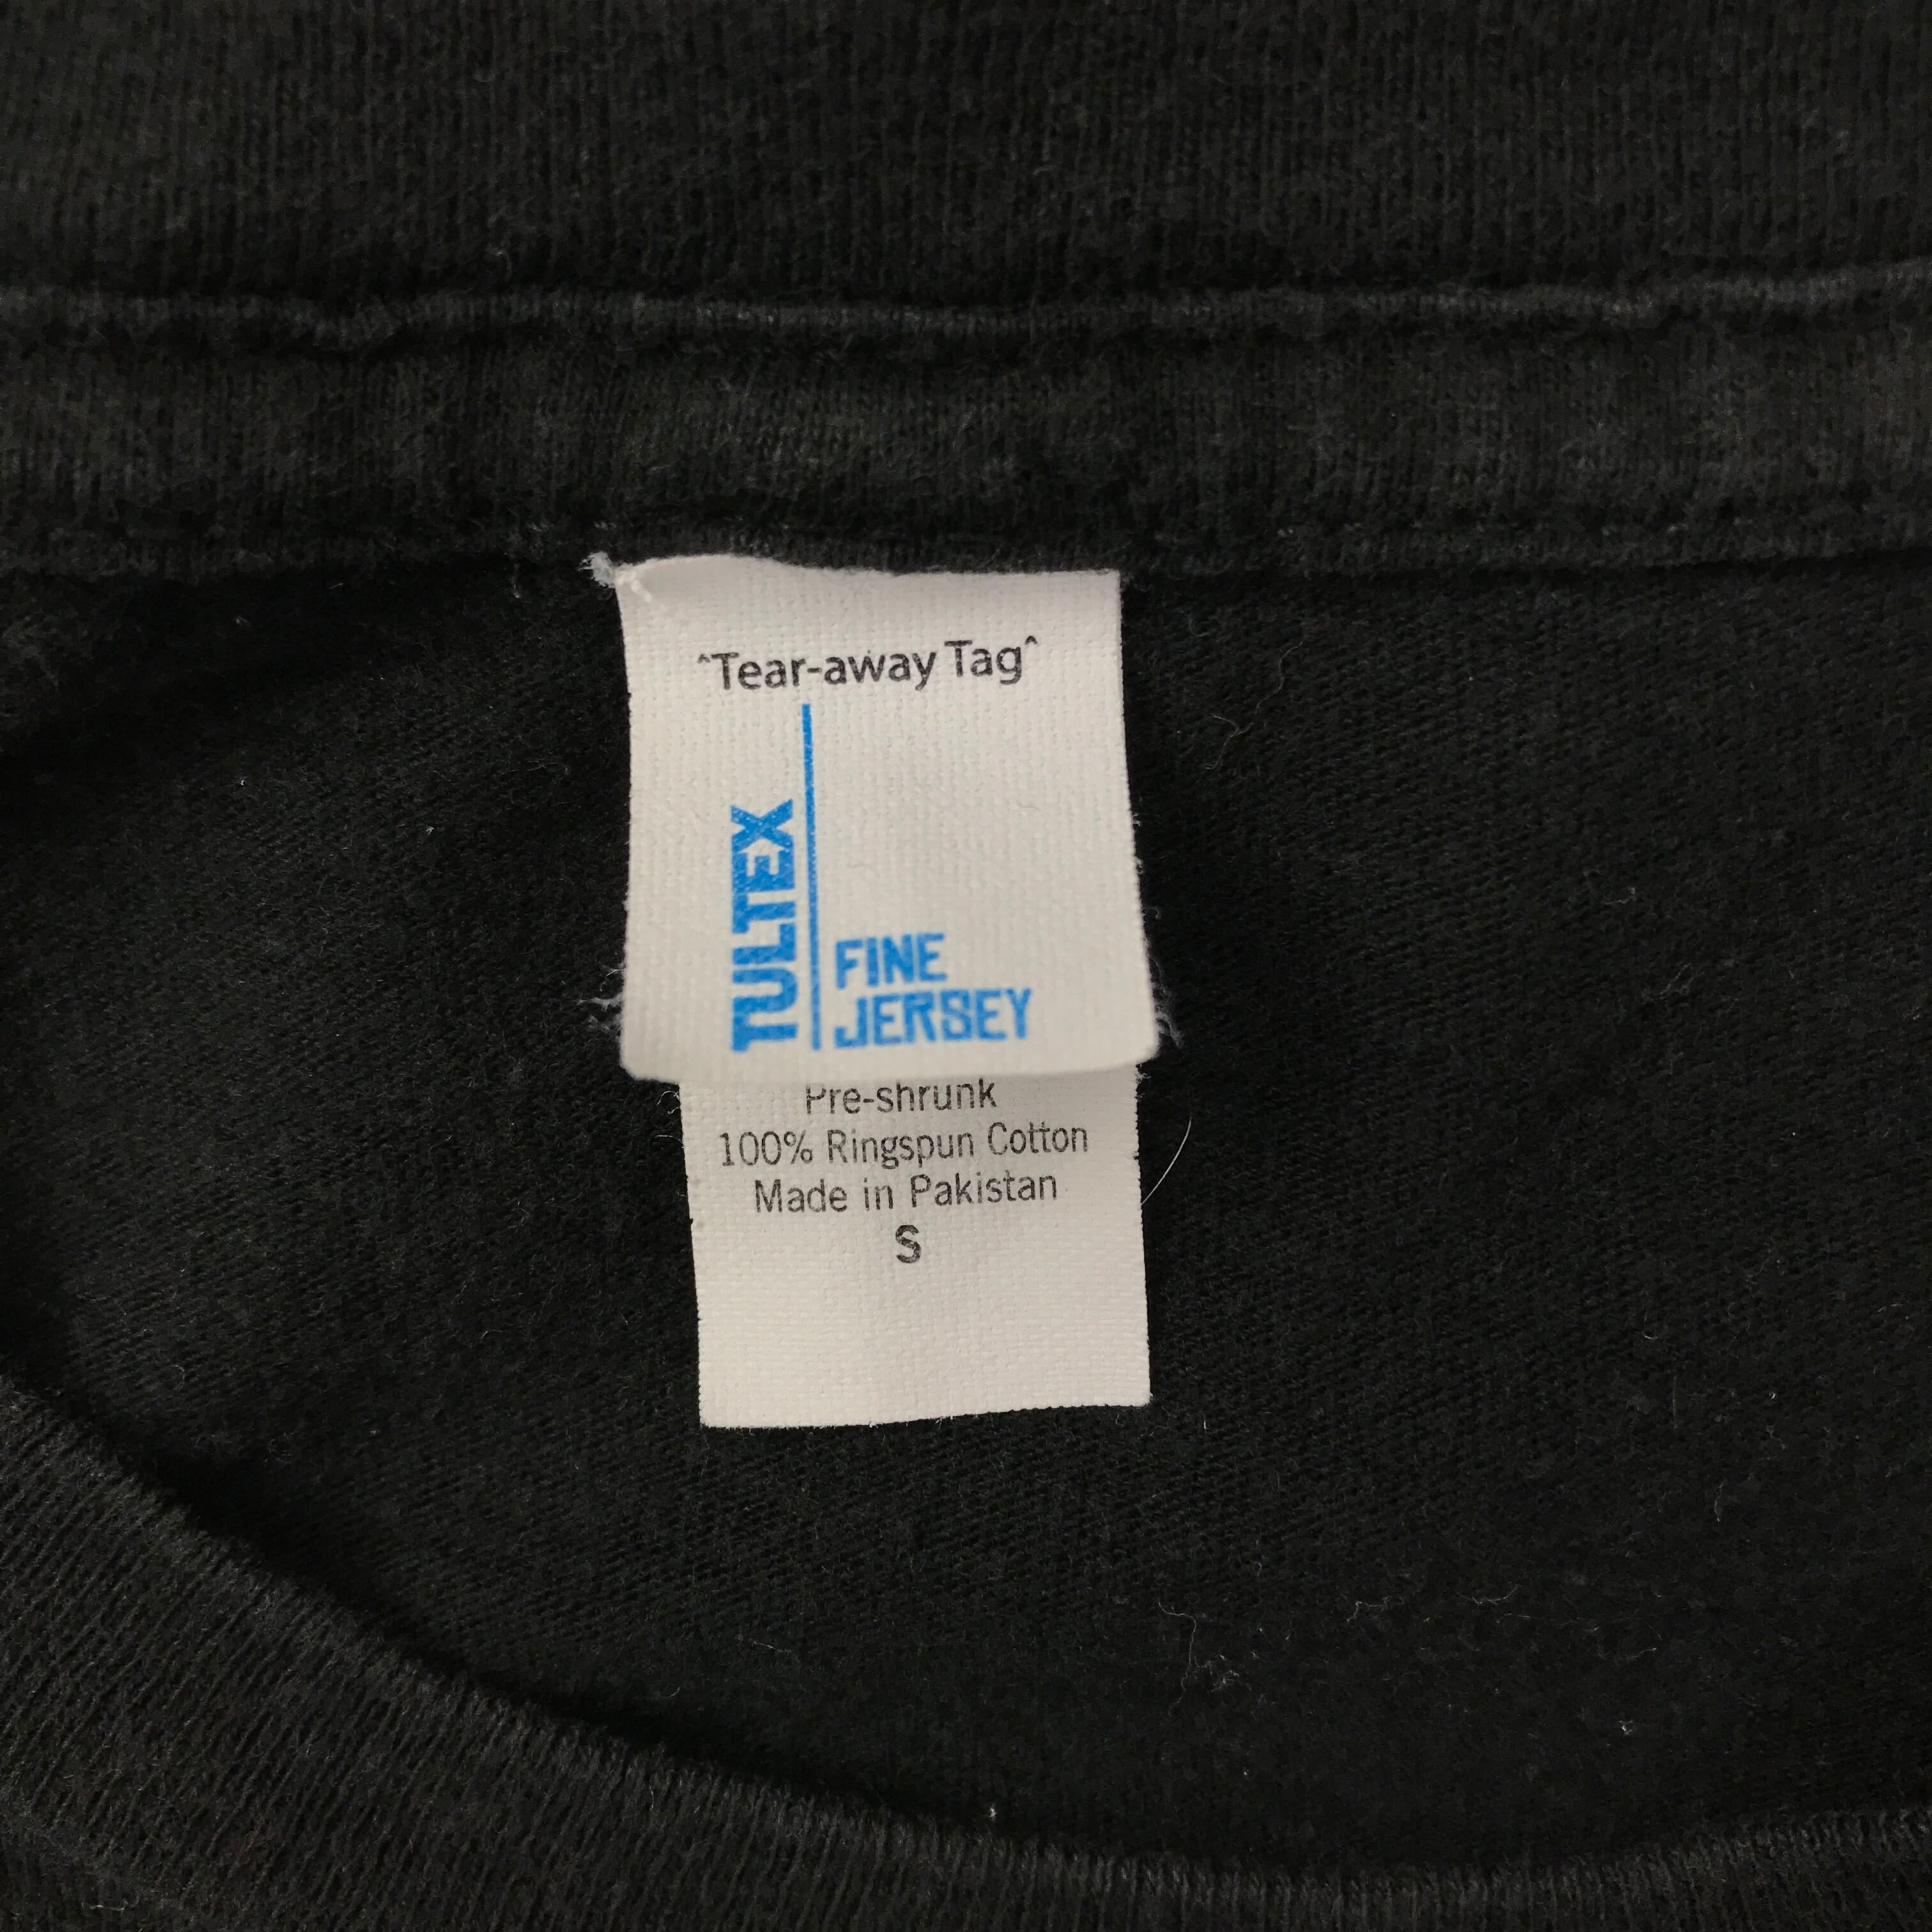 ^Tear-away Tag^
TULTEX
FINE
JERSEY
Pre-shrunk
100% Ringspun Cotton
Made in Pakistan
S